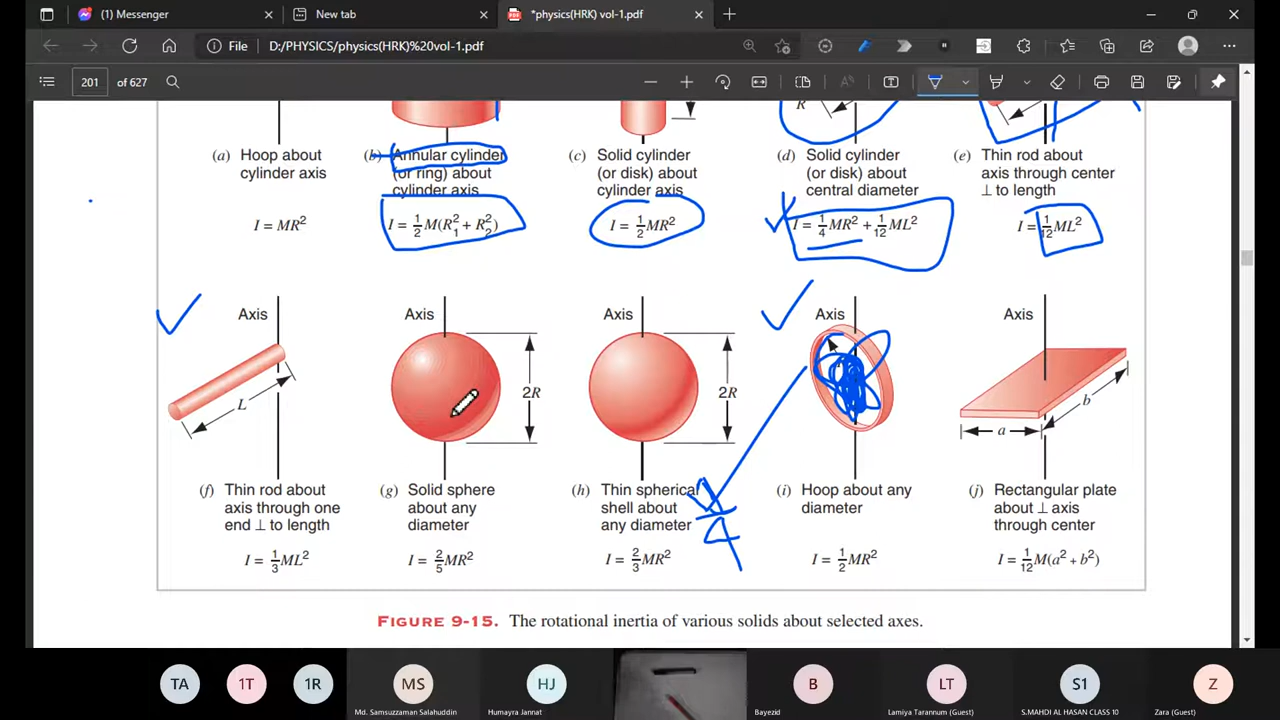 (1) Messenger
New tab
*physics(HRK) vol-1.pdf
File
D:/PHYSICS/physics(HRK)%20vol-1.pdf
201
of 627
R
(a) Hoop about
cylinder axis
I = MR²
(b) Annular cylinder
(or ring) about
cylinder axis
I = ½M(R₁² + R₂²)
(c) Solid cylinder
(or disk) about
cylinder axis
I = ½MR²
(d) Solid cylinder
(or disk) about
central diameter
I = ¼MR² + 1/12 ML²
(e) Thin rod about
axis through center
⊥ to length
I = 1/12 ML²
Axis
L
(f) Thin rod about
axis through one
end ⊥ to length
I = ⅓ML²
Axis
2R
(g) Solid sphere
about any
diameter
I = ⅖MR²
Axis
2R
(h) Thin spherical
shell about
any diameter
I = ⅔MR²
4
Axis
(i) Hoop about any
diameter
I = ½MR²
Axis
a
b
(j) Rectangular plate
about ⊥ axis
through center
I = 1/12 M(a² + b²)
FIGURE 9-15. The rotational inertia of various solids about selected axes.
TA
1T
1R
MS
Md. Samsuzzaman Salahuddin
HJ
Humayra Jannat
B
Bayezid
LT
Lamiya Tarannum (Guest)
S1
S.MAHDI AL HASAN CLASS 10
Z
Zara (Guest)